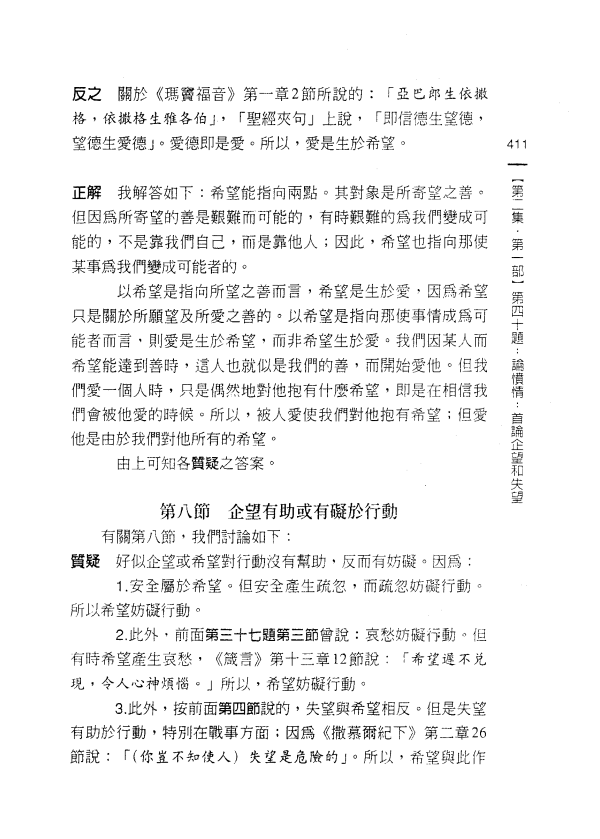 反之　關於《瑪竇福音》第一章2節所說的：「亞巴郎生依撒
格，依撒格生雅各伯」，「聖經夾句」上說，「即信德生望德，
望德生愛德」。愛德即是愛。所以，愛是生於希望。
正解　我解答如下：希望能指向兩點。其對象是所寄望之善。
但因爲所寄望的善是艱難而可能的，有時艱難的爲我們變成可
能的，不是靠我們自己，而是靠他人；因此，希望也指向那使
某事爲我們變成可能者的。
以希望是指向所望之善而言，希望是生於愛，因爲希望
只是關於所願望及所愛之善的。以希望是指向那使事情成爲可
能者而言，則愛是生於希望，而非希望生於愛。我們因某人而
希望能達到善時，這人也就似是我們的善，而開始愛他。但我
們愛一個人時，只是偶然地對他抱有什麼希望，即是在相信我
們會被他愛的時候。所以，被人愛使我們對他抱有希望；但愛
他是由於我們對他所有的希望。
由上可知各質疑之答案。
第八節　企望有助或有礙於行動
有關第八節，我們討論如下：
質疑　好似企望或希望對行動沒有幫助，反而有妨礙。因爲：
1.安全屬於希望。但安全產生疏忽，而疏忽妨礙行動。
所以希望妨礙行動。
2.此外，前面第三十七題第三節曾說：哀愁妨礙行動。但
有時希望產生哀愁，《箴言》第十三章12節說：「希望遲不兌
現，令人心神煩惱。」所以，希望妨礙行動。
3.此外，按前面第四節說的，失望與希望相反。但是失望
有助於行動，特別在戰事方面；因爲《撒慕爾紀下》第二章26
節說：「（你豈不知使人）失望是危險的」。所以，希望與此作
411
【第二集．第一部】第四十題：論憤情：首論企望和失望